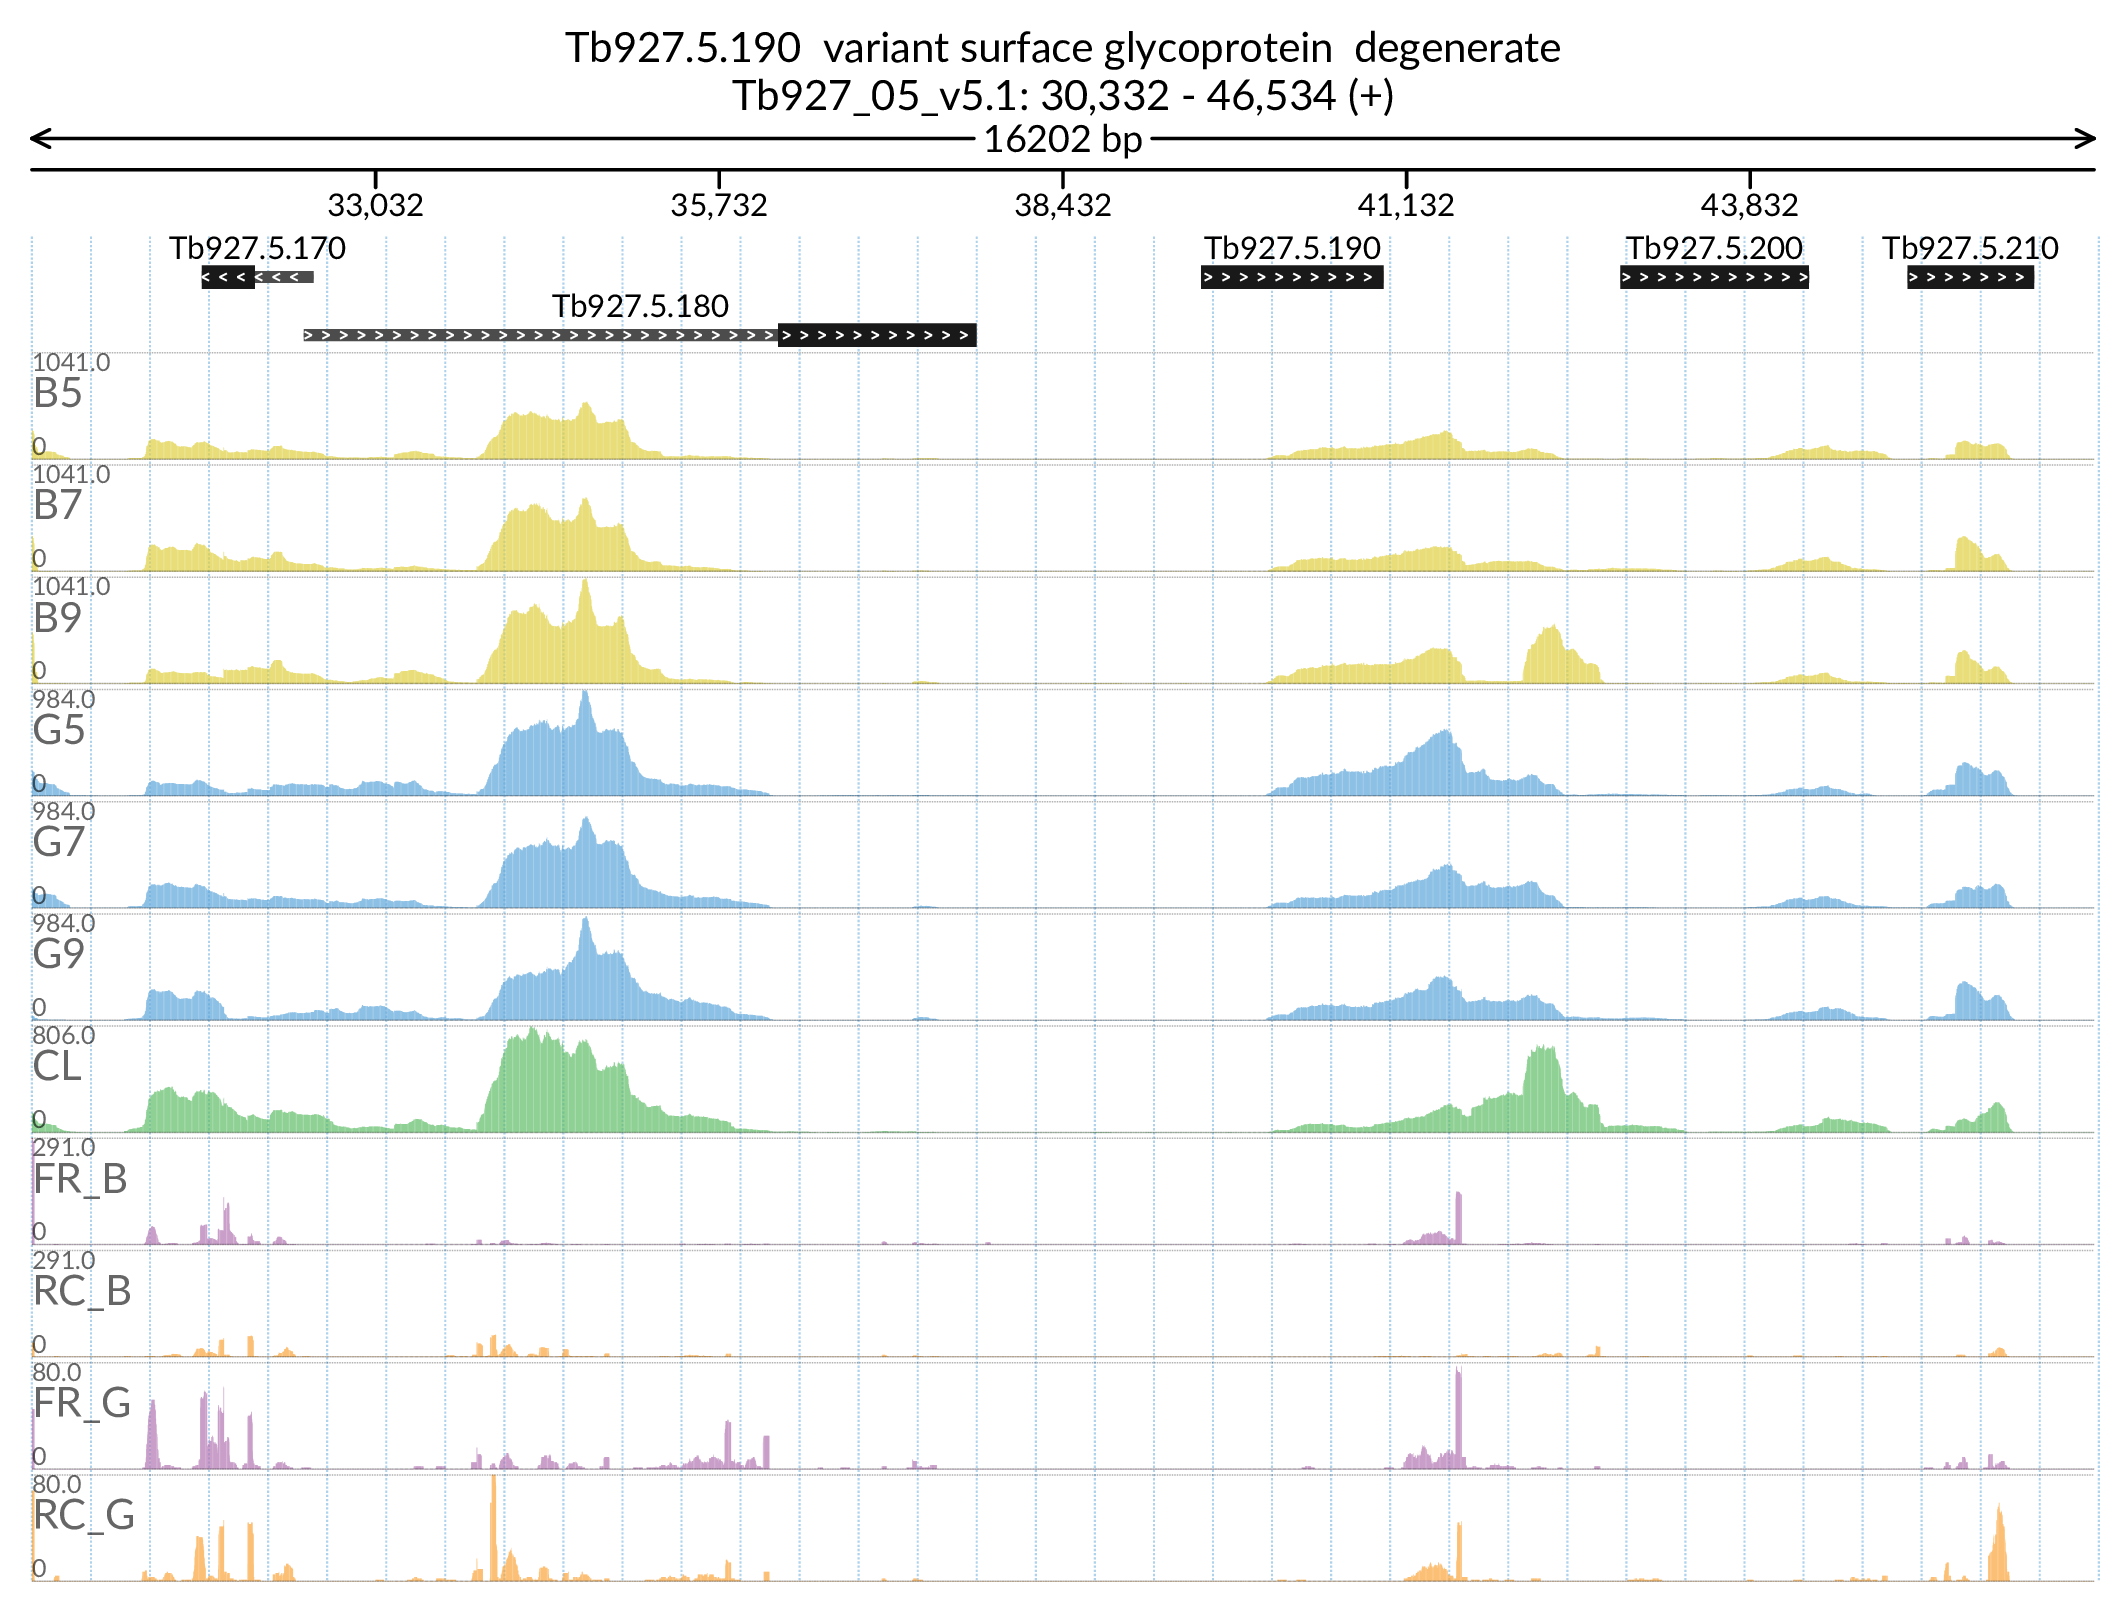 Tb927.5.190  variant surface glycoprotein  degenerate
Tb927_05_v5.1: 30,332 - 46,534 (+)
16202 bp
33,032 35,732 38,432 41,132 43,832
Tb927.5.170 Tb927.5.190 Tb927.5.200 Tb927.5.210
Tb927.5.180
1041.0
B5
0
1041.0
B7
0
1041.0
B9
0
984.0
G5
0
984.0
G7
0
984.0
G9
0
806.0
CL
0
291.0
FR_B
0
291.0
RC_B
0
80.0
FR_G
0
80.0
RC_G
0